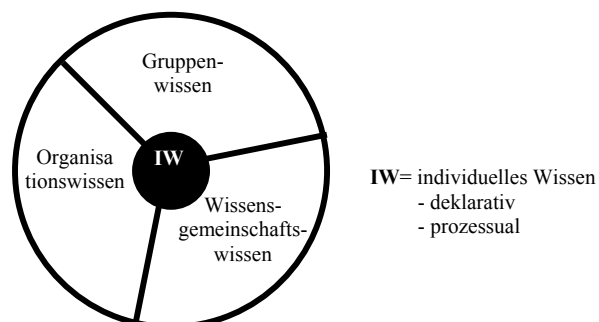 Gruppen-
wissen
Organisa
tionswissen
IW
Wissens-
gemeinschafts-
wissen
IW= individuelles Wissen
- deklarativ
- prozessual